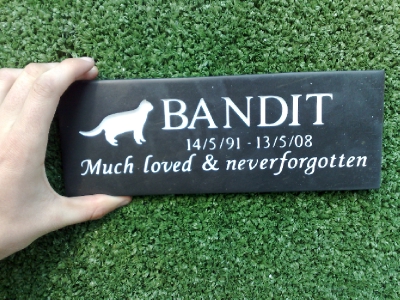 BANDIT
14/5/91 - 13/5/08
Much loved & neverforgotten